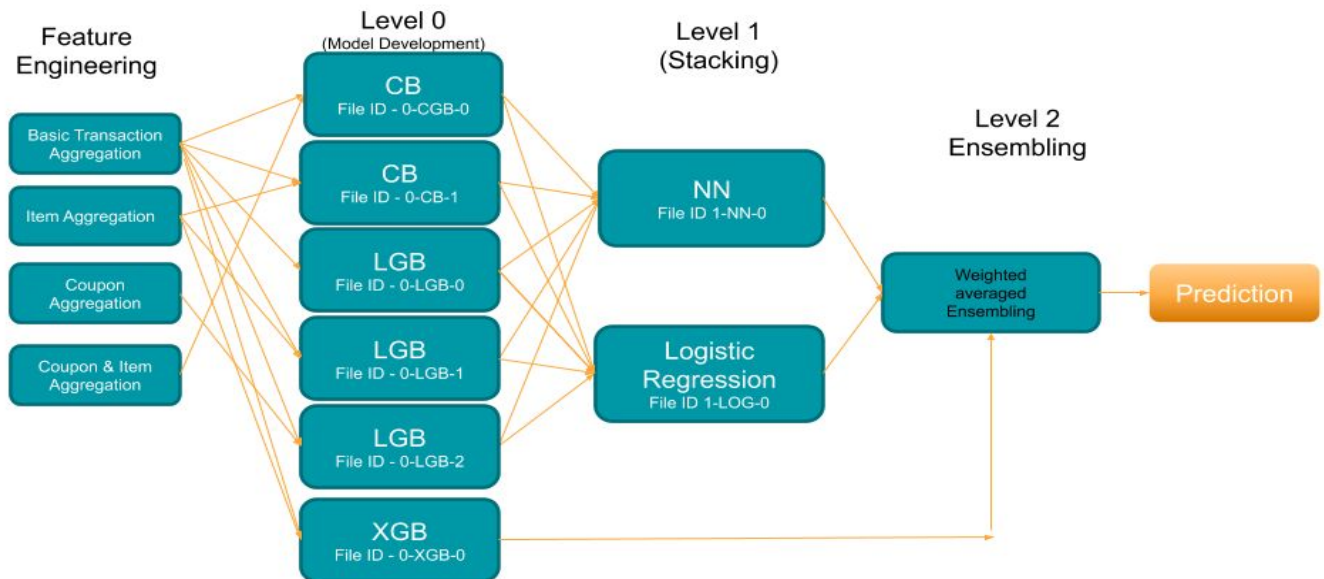 Feature
Engineering
Basic Transaction
Aggregation
Item Aggregation
Coupon
Aggregation
Coupon & Item
Aggregation
Level 0
(Model Development)
CB
File ID - 0-CGB-0
CB
File ID - 0-CB-1
LGB
File ID - 0-LGB-0
LGB
File ID - 0-LGB-1
LGB
File ID - 0-LGB-2
XGB
File ID - 0-XGB-0
Level 1
(Stacking)
NN
File ID 1-NN-0
Logistic
Regression
File ID 1-LOG-0
Level 2
Ensembling
Weighted
averaged
Ensembling
Prediction